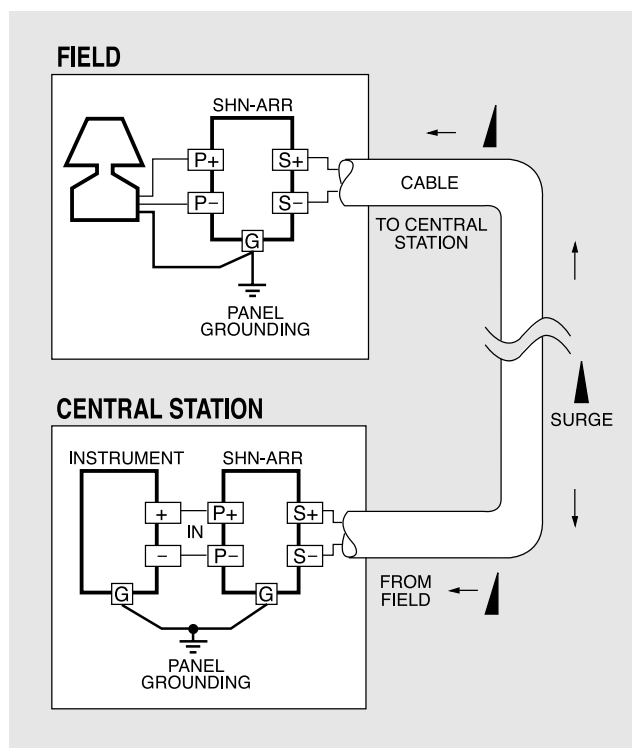 FIELD
SHN-ARR
P+
S+
P−
S−
G
PANEL
GROUNDING
CABLE
TO CENTRAL
STATION
SURGE
CENTRAL STATION
INSTRUMENT
SHN-ARR
+
IN
P+
S+
−
P−
S−
G
G
PANEL
GROUNDING
FROM
FIELD